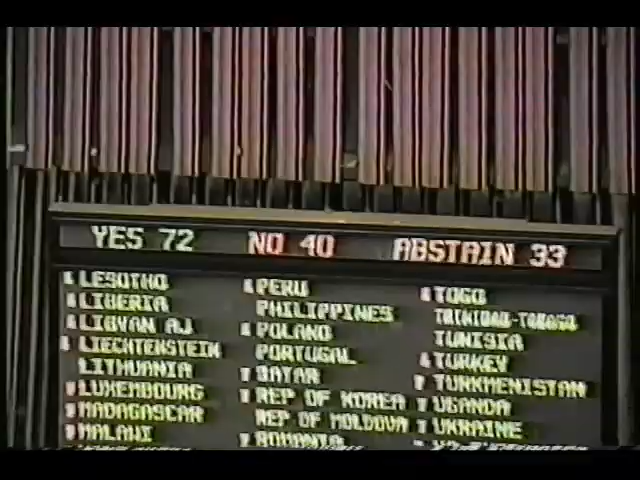 YES 72 NO 40 ABSTAIN 33
LESOTHO PERU TOGO
LIBERIA PHILIPPINES TRINIDAD-TOBAGO
LIBYAN AJ POLAND TUNISIA
LIECHTENSTEIN PORTUGAL TURKEY
LITHUANIA QATAR TURKMENISTAN
LUXEMBOURG REP OF KOREA UGANDA
MADAGASCAR REP OF MOLDOVA UKRAINE
MALAWI ROMANIA